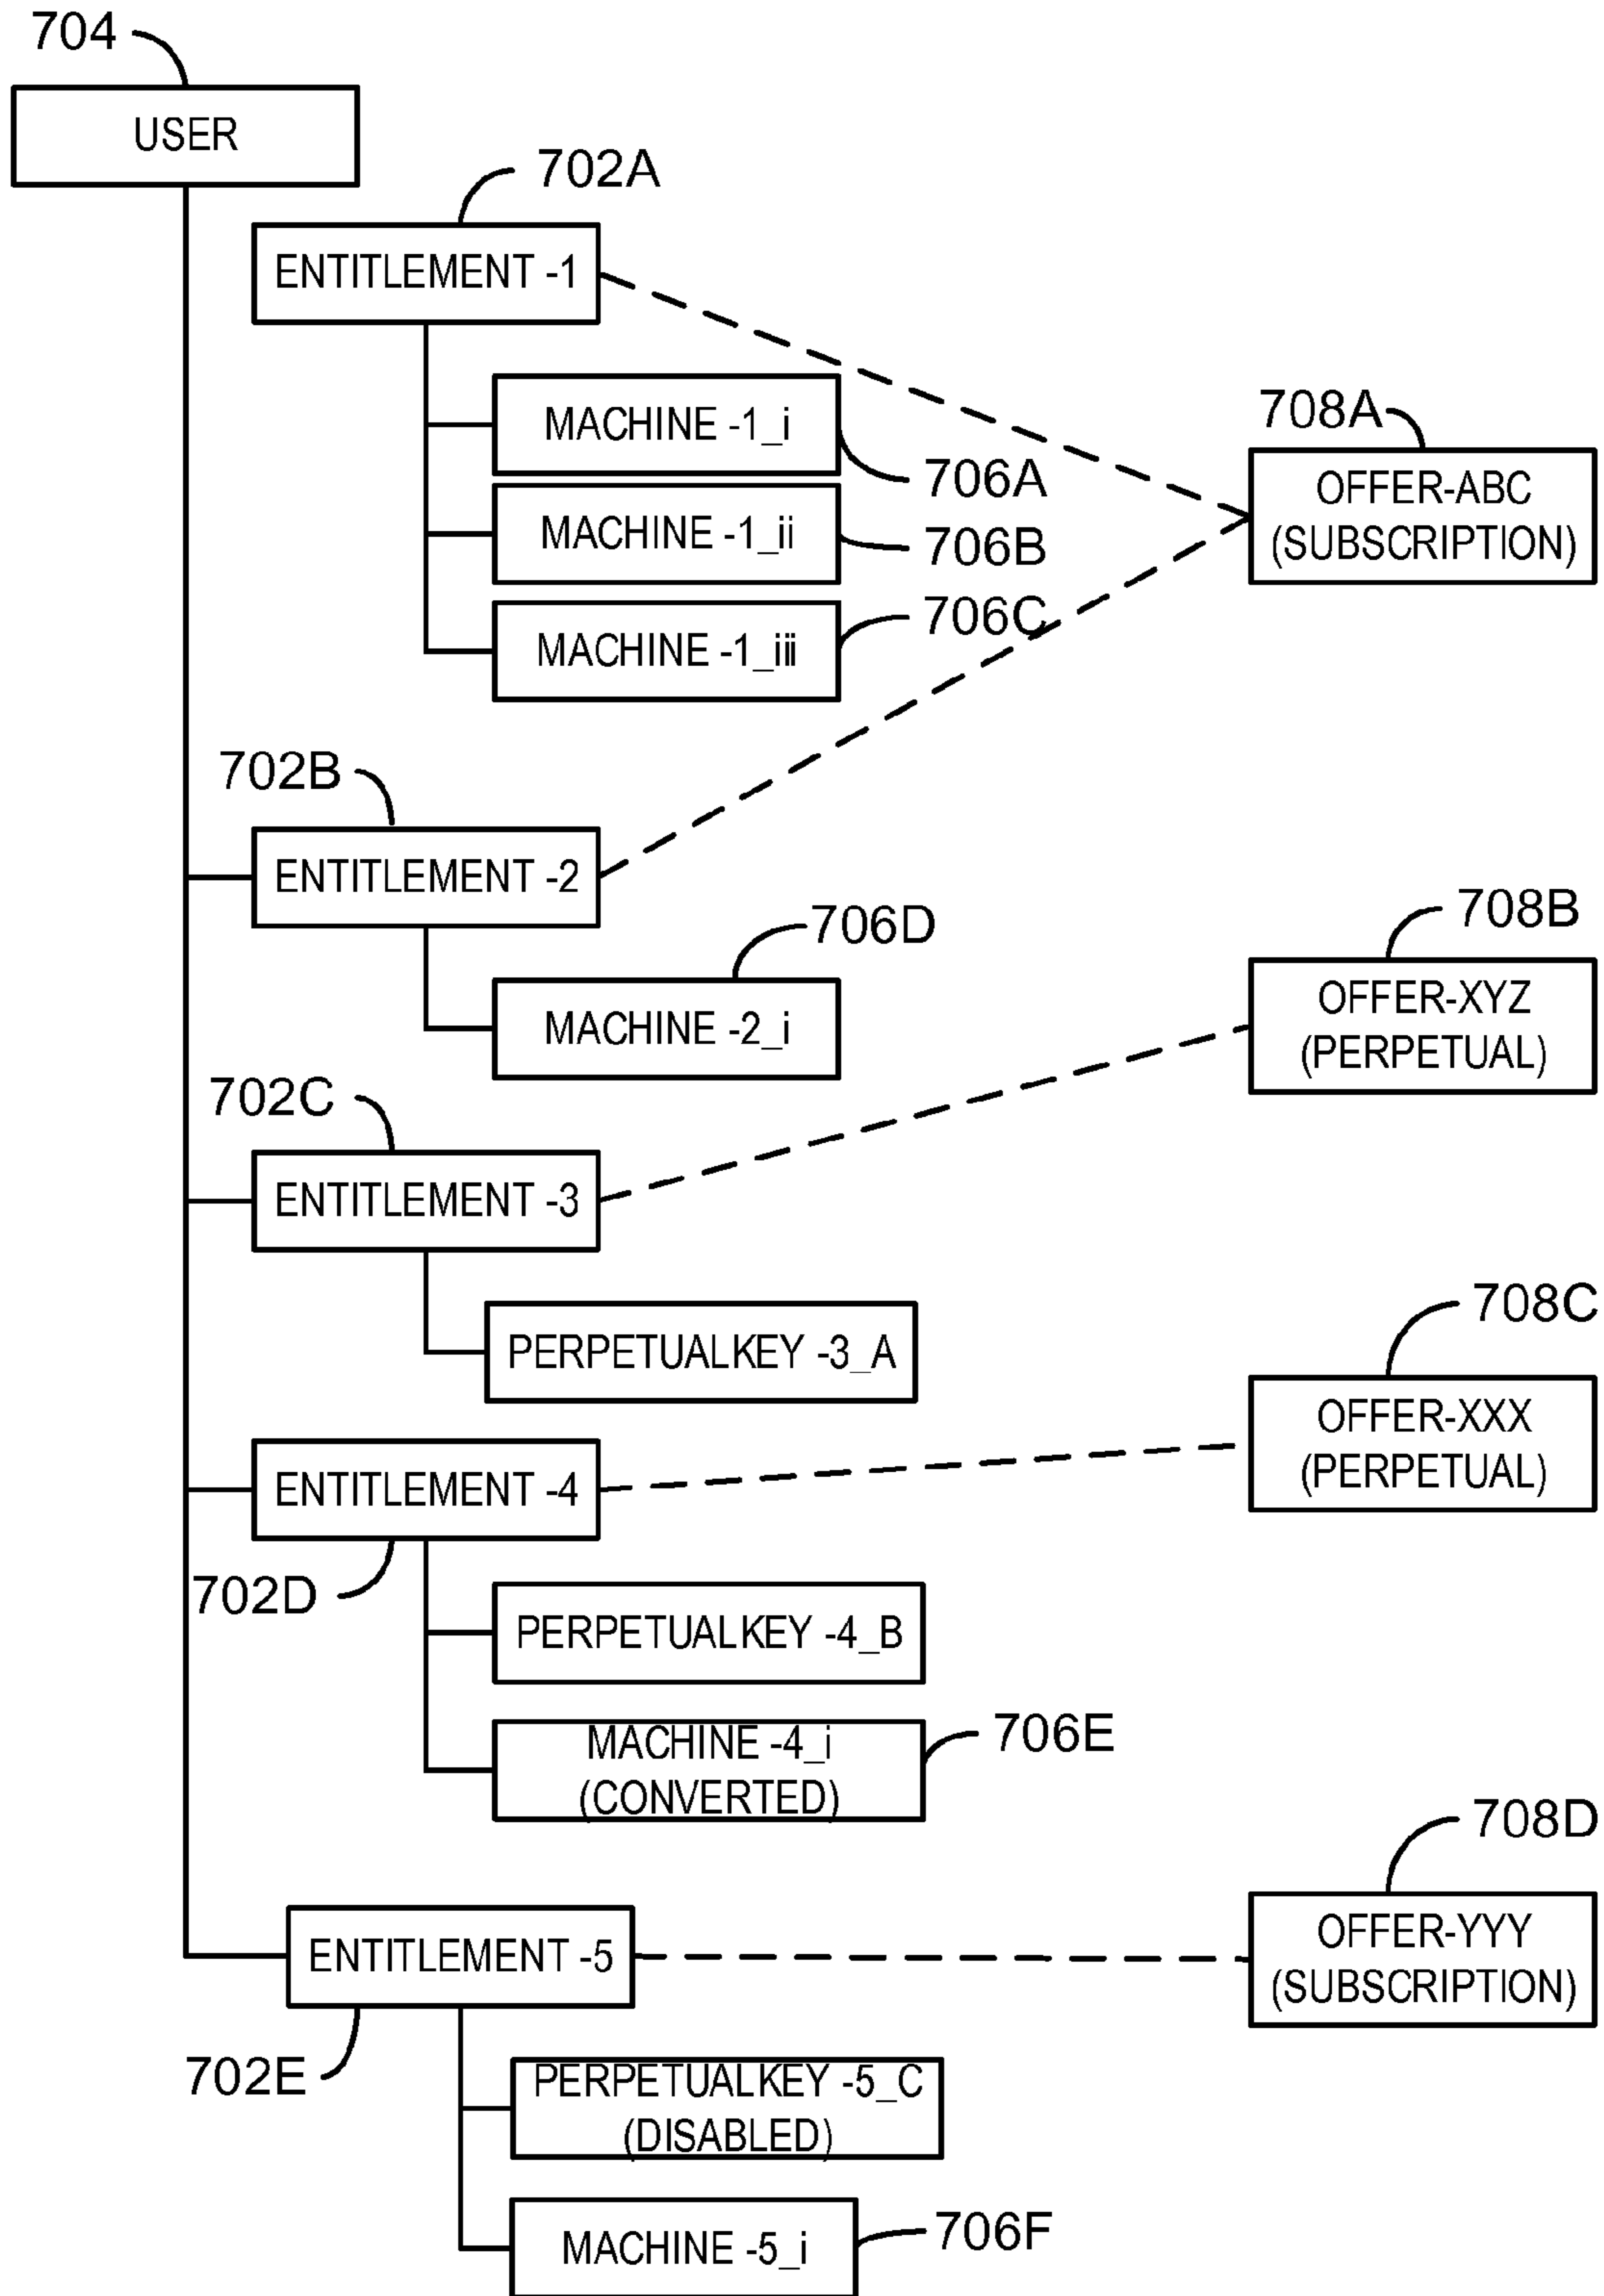 704
USER
702A
ENTITLEMENT -1
MACHINE -1_i
706A
MACHINE -1_ii
706B
MACHINE -1_iii
706C
708A
OFFER-ABC
(SUBSCRIPTION)
702B
ENTITLEMENT -2
706D
MACHINE -2_i
708B
OFFER-XYZ
(PERPETUAL)
702C
ENTITLEMENT -3
PERPETUALKEY -3_A
708C
OFFER-XXX
(PERPETUAL)
ENTITLEMENT -4
702D
PERPETUALKEY -4_B
MACHINE -4_i
(CONVERTED)
706E
708D
OFFER-YYY
(SUBSCRIPTION)
ENTITLEMENT -5
702E
PERPETUALKEY -5_C
(DISABLED)
MACHINE -5_i
706F